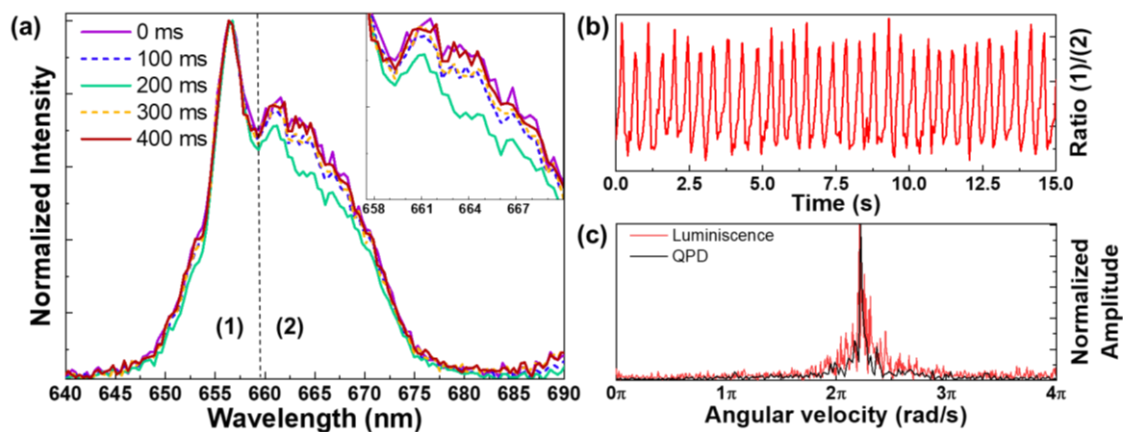 (a)
0 ms
100 ms
200 ms
300 ms
400 ms
658 661 664 667
(1) (2)
Normalized Intensity
640 645 650 655 660 665 670 675 680 685 690
Wavelength (nm)
(b)
Ratio (1)/(2)
0.0 2.5 5.0 7.5 10.0 12.5 15.0
Time (s)
(c)
Luminiscence
QPD
Normalized
Amplitude
0π 1π 2π 3π 4π
Angular velocity (rad/s)